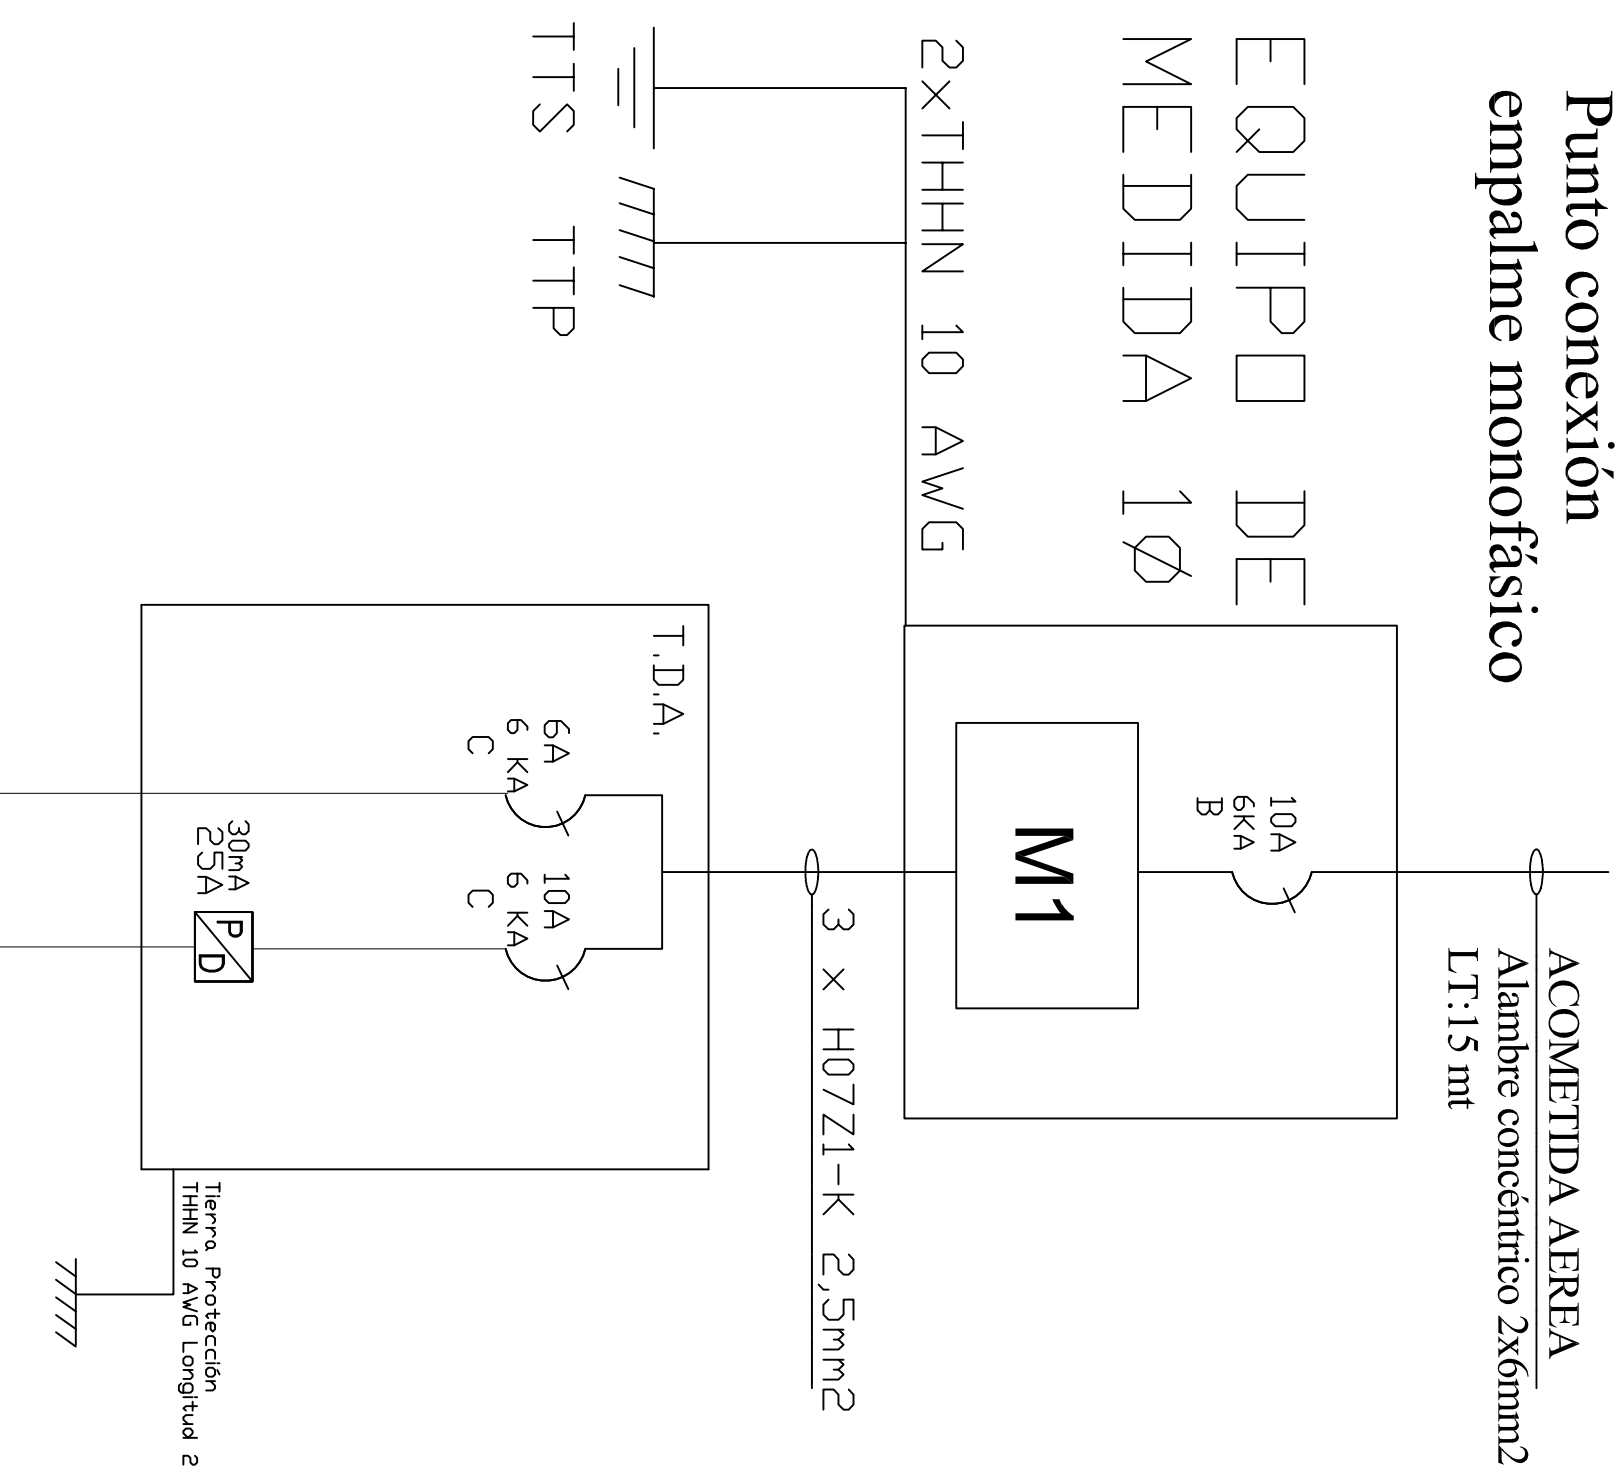 Punto conexión
empalme monofásico
ACOMETIDA AEREA
Alambre concéntrico 2x6mm2
LT:15 mt
EQUIPO DE
MEDIDA 1Ø
10A
6KA
B
M1
2xTHHN 10 AWG
TTS TTP
3 x H07Z1-K 2,5mm2
T.D.A.
6A
6 KA
C
10A
6 KA
C
30mA
25A
P
D
Tierra Protección
THHN 10 AWG Longitud 2